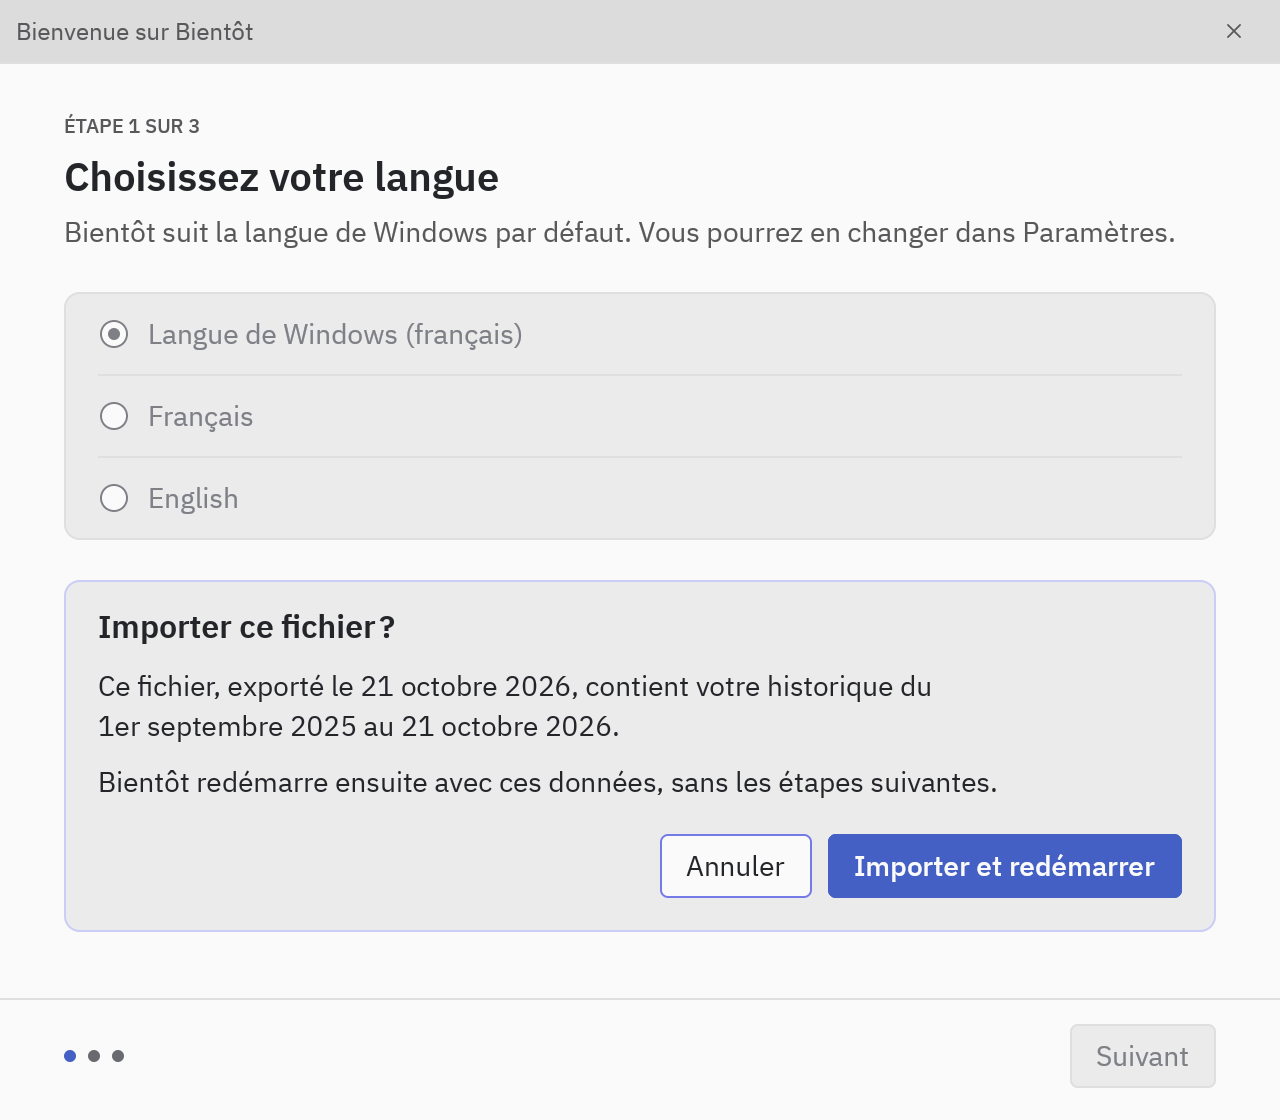 Bienvenue sur Bientôt
ÉTAPE 1 SUR 3
Choisissez votre langue
Bientôt suit la langue de Windows par défaut. Vous pourrez en changer dans Paramètres.
Langue de Windows (français)
Français
English
Importer ce fichier ?
Ce fichier, exporté le 21 octobre 2026, contient votre historique du
1er septembre 2025 au 21 octobre 2026.
Bientôt redémarre ensuite avec ces données, sans les étapes suivantes.
Annuler
Importer et redémarrer
Suivant